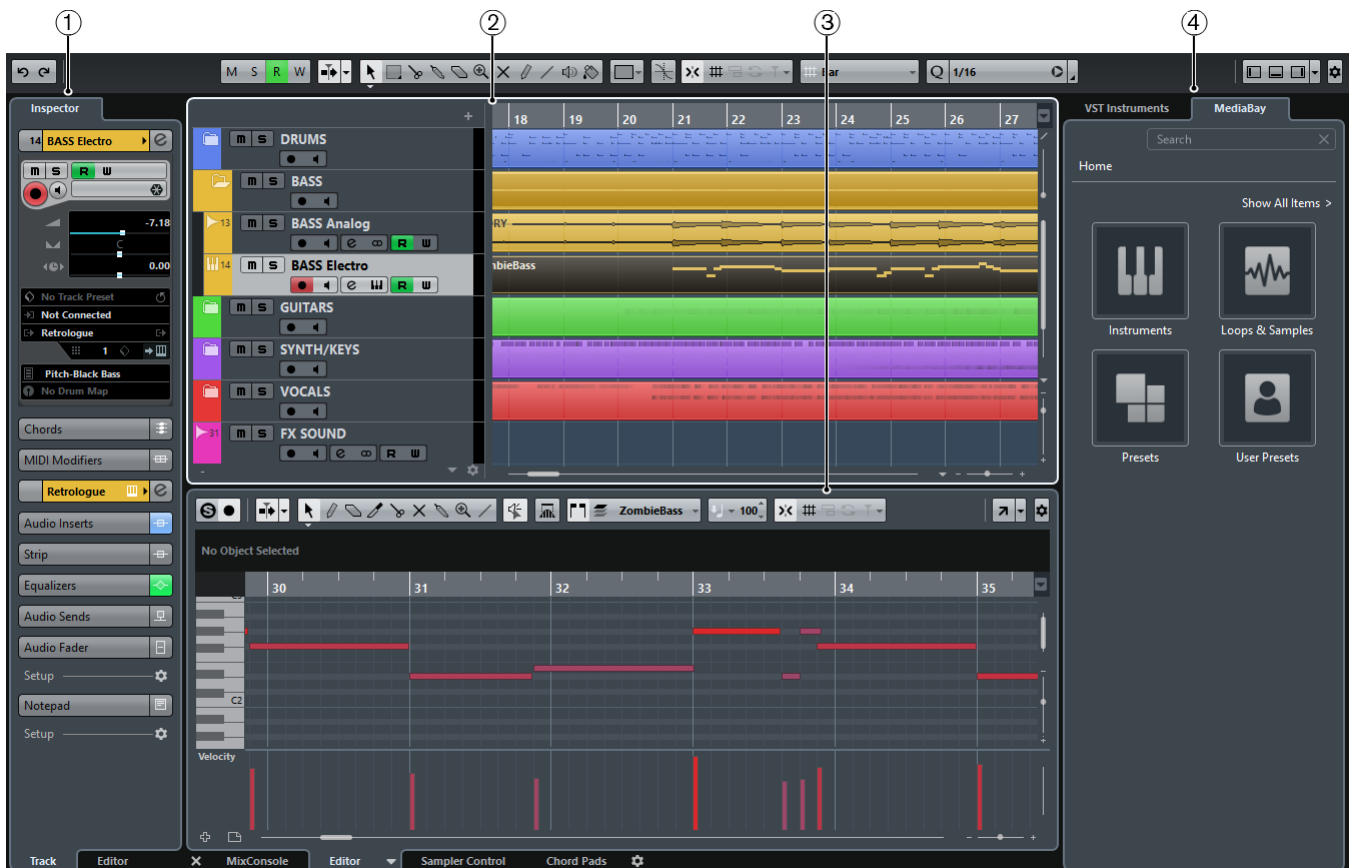 ① ② ③ ④
M S R W Bar Q 1/16
Inspector
14 BASS Electro e
m S R W
-7.18
C
0.00
No Track Preset
Not Connected
Retrologue
1
Pitch-Black Bass
No Drum Map
Chords
MIDI Modifiers
Retrologue e
Audio Inserts
Strip
Equalizers
Audio Sends
Audio Fader
Setup
Notepad
Setup
Track Editor
+ 18 19 20 21 22 23 24 25 26 27
m S DRUMS
m S BASS
13 m S BASS Analog
e R W
RY
14 m S BASS Electro
e R W
mbieBass
m S GUITARS
m S SYNTH/KEYS
m S VOCALS
31 m S FX SOUND
e R W
- - +
S ZombieBass 100
No Object Selected
30 31 32 33 34 35
C3
C2
Velocity
- +
X MixConsole Editor Sampler Control Chord Pads
VST Instruments MediaBay
Search
Home
Show All Items >
Instruments Loops & Samples
Presets User Presets